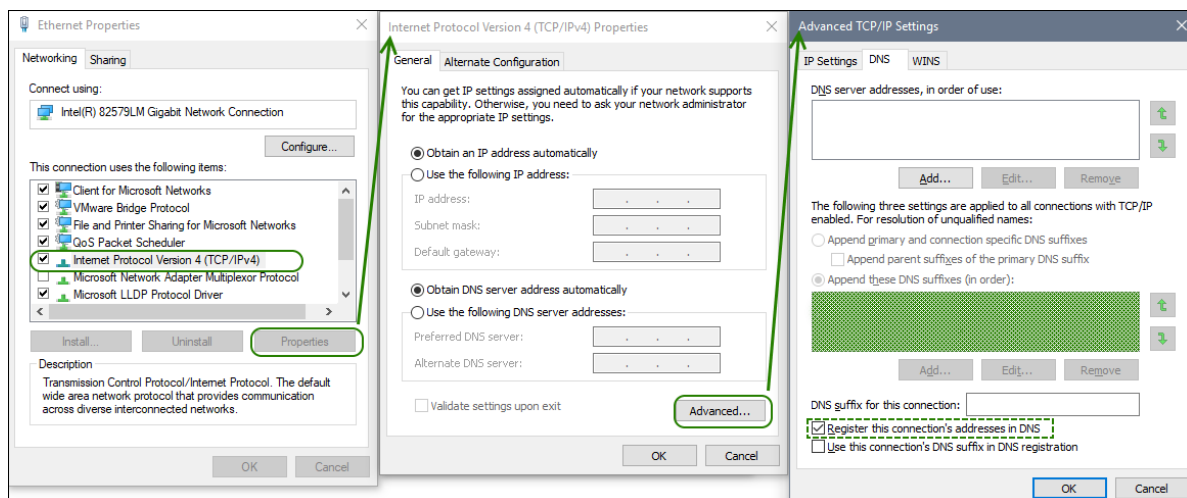 Ethernet Properties
Networking
Sharing
Connect using:
Intel(R) 82579LM Gigabit Network Connection
Configure...
This connection uses the following items:
Client for Microsoft Networks
VMware Bridge Protocol
File and Printer Sharing for Microsoft Networks
QoS Packet Scheduler
Internet Protocol Version 4 (TCP/IPv4)
Microsoft Network Adapter Multiplexor Protocol
Microsoft LLDP Protocol Driver
Install...
Uninstall
Properties
Description
Transmission Control Protocol/Internet Protocol. The default
wide area network protocol that provides communication
across diverse interconnected networks.
OK
Cancel
Internet Protocol Version 4 (TCP/IPv4) Properties
General
Alternate Configuration
You can get IP settings assigned automatically if your network supports
this capability. Otherwise, you need to ask your network administrator
for the appropriate IP settings.
Obtain an IP address automatically
Use the following IP address:
IP address:
Subnet mask:
Default gateway:
Obtain DNS server address automatically
Use the following DNS server addresses:
Preferred DNS server:
Alternate DNS server:
Validate settings upon exit
Advanced...
OK
Cancel
Advanced TCP/IP Settings
IP Settings
DNS
WINS
DNS server addresses, in order of use:
Add...
Edit...
Remove
The following three settings are applied to all connections with TCP/IP
enabled. For resolution of unqualified names:
Append primary and connection specific DNS suffixes
Append parent suffixes of the primary DNS suffix
Append these DNS suffixes (in order):
Add...
Edit...
Remove
DNS suffix for this connection:
Register this connection's addresses in DNS
Use this connection's DNS suffix in DNS registration
OK
Cancel